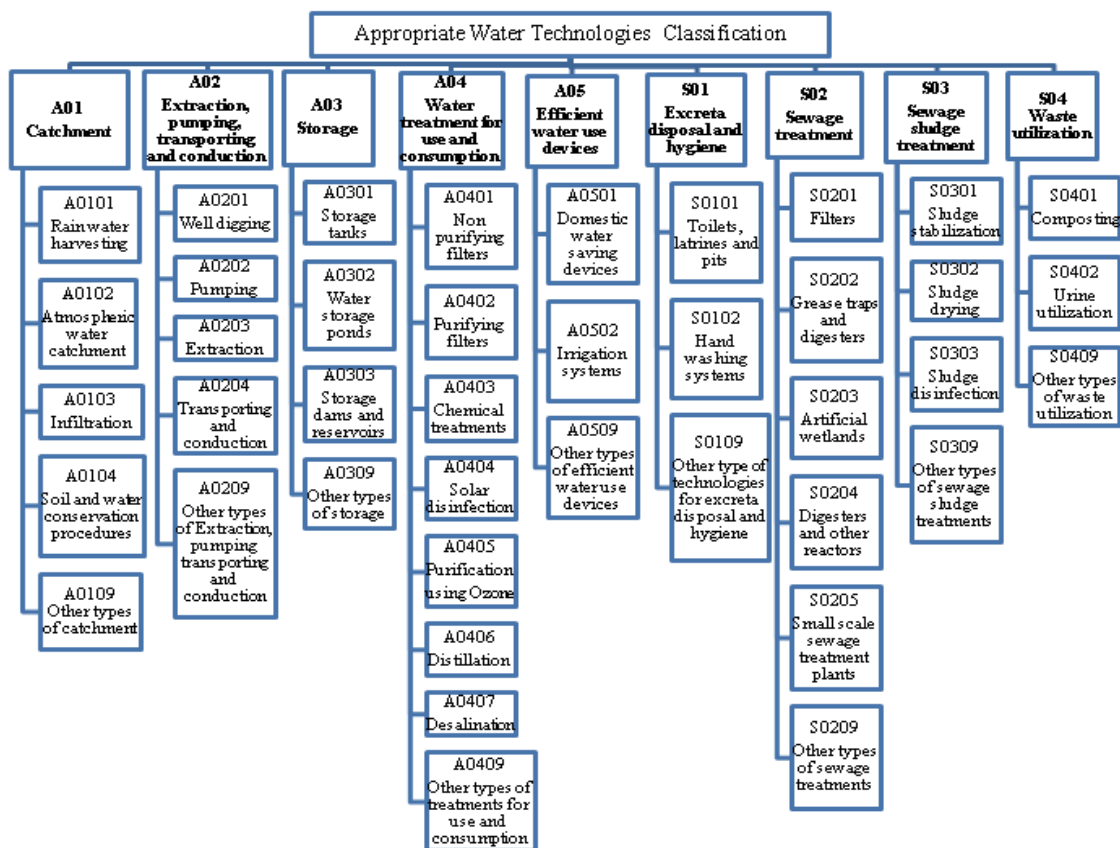 Appropriate Water Technologies Classification
A01
Catchment
A0101
Rainwater
harvesting
A0102
Atmospheric
water
catchment
A0103
Infiltration
A0104
Soil and water
conservation
procedures
A0109
Other types
of catchment
A02
Extraction,
pumping,
transporting
and conduction
A0201
Well digging
A0202
Pumping
A0203
Extraction
A0204
Transporting
and
conduction
A0209
Other types
of Extraction,
pumping
transporting
and
conduction
A03
Storage
A0301
Storage
tanks
A0302
Water
storage
ponds
A0303
Storage
dams and
reservoirs
A0309
Other types
of storage
A04
Water
treatment for
use and
consumption
A0401
Non
purifying
filters
A0402
Purifying
filters
A0403
Chemical
treatments
A0404
Solar
disinfection
A0405
Purification
using Ozone
A0406
Distillation
A0407
Desalination
A0409
Other types of
treatments for
use and
consumption
A05
Efficient
water use
devices
A0501
Domestic
water
saving
devices
A0502
Irrigation
systems
A0509
Other types
of efficient
water use
devices
S01
Excreta
disposal and
hygiene
S0101
Toilets,
latrines and
pits
S0102
Hand
washing
systems
S0109
Other type of
technologies
for excreta
disposal and
hygiene
S02
Sewage
treatment
S0201
Filters
S0202
Grease traps
and
digesters
S0203
Artificial
wetlands
S0204
Digesters
and other
reactors
S0205
Small scale
sewage
treatment
plants
S0209
Other types
of sewage
treatments
S03
Sewage
sludge
treatment
S0301
Sludge
stabilization
S0302
Sludge
drying
S0303
Sludge
disinfection
S0309
Other types
of sewage
sludge
treatments
S04
Waste
utilization
S0401
Composting
S0402
Urine
utilization
S0409
Other types
of waste
utilization